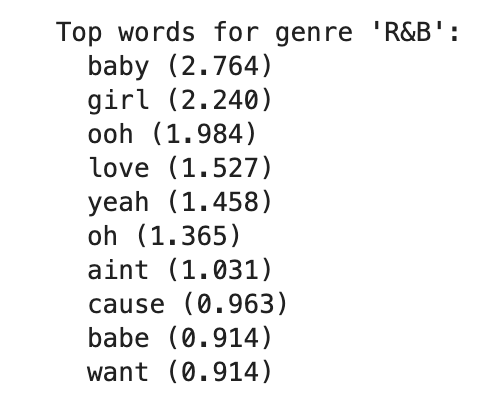 Top words for genre 'R&B':
baby (2.764)
girl (2.240)
ooh (1.984)
love (1.527)
yeah (1.458)
oh (1.365)
aint (1.031)
cause (0.963)
babe (0.914)
want (0.914)